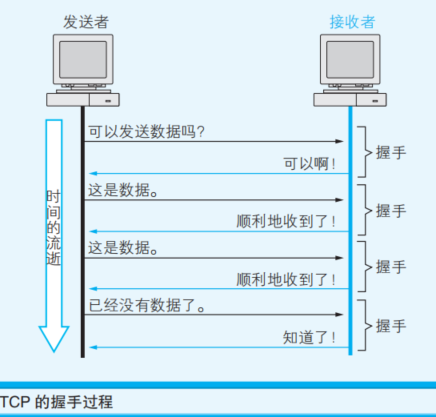 发送者
接收者
可以发送数据吗?
可以啊!
握手
这是数据。
顺利地收到了!
握手
这是数据。
顺利地收到了!
握手
已经没有数据了。
知道了!
握手
时间的流逝
TCP 的握手过程